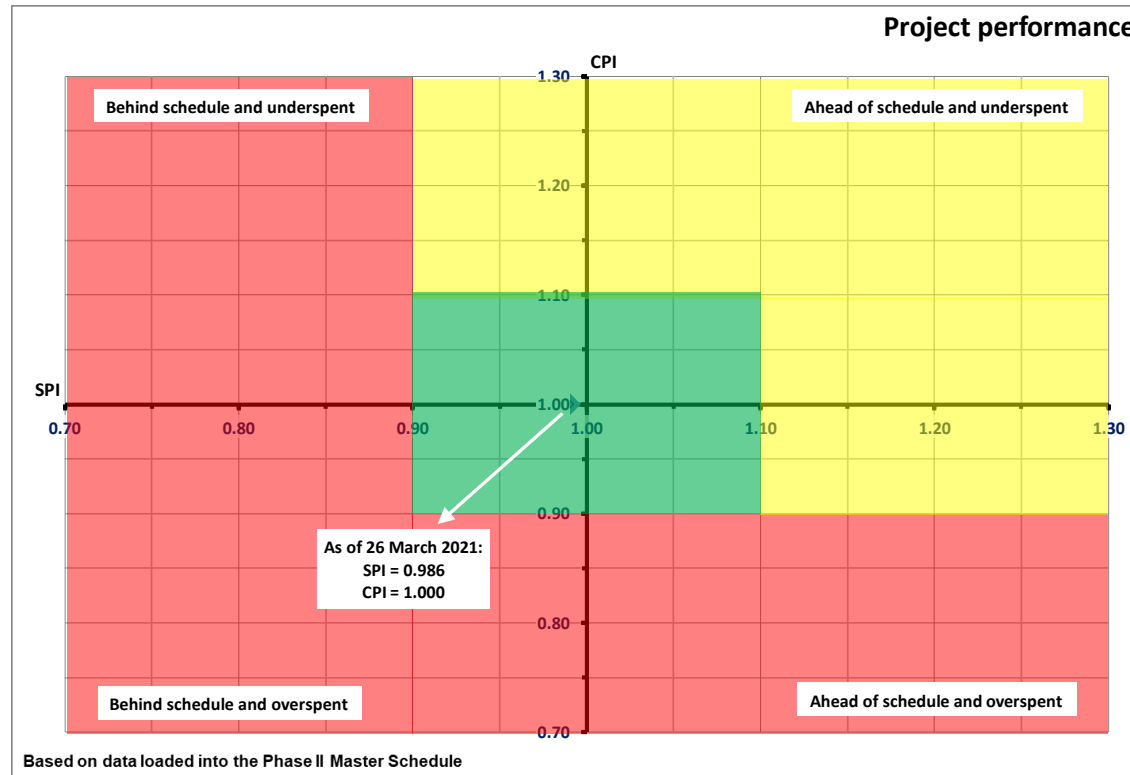 Project performance
CPI
1.30
Behind schedule and underspent
Ahead of schedule and underspent
1.20
1.10
SPI
1.00
0.70 0.80 0.90 1.00 1.10 1.20 1.30
0.90
As of 26 March 2021:
SPI = 0.986
CPI = 1.000
0.80
Behind schedule and overspent
Ahead of schedule and overspent
0.70
Based on data loaded into the Phase II Master Schedule